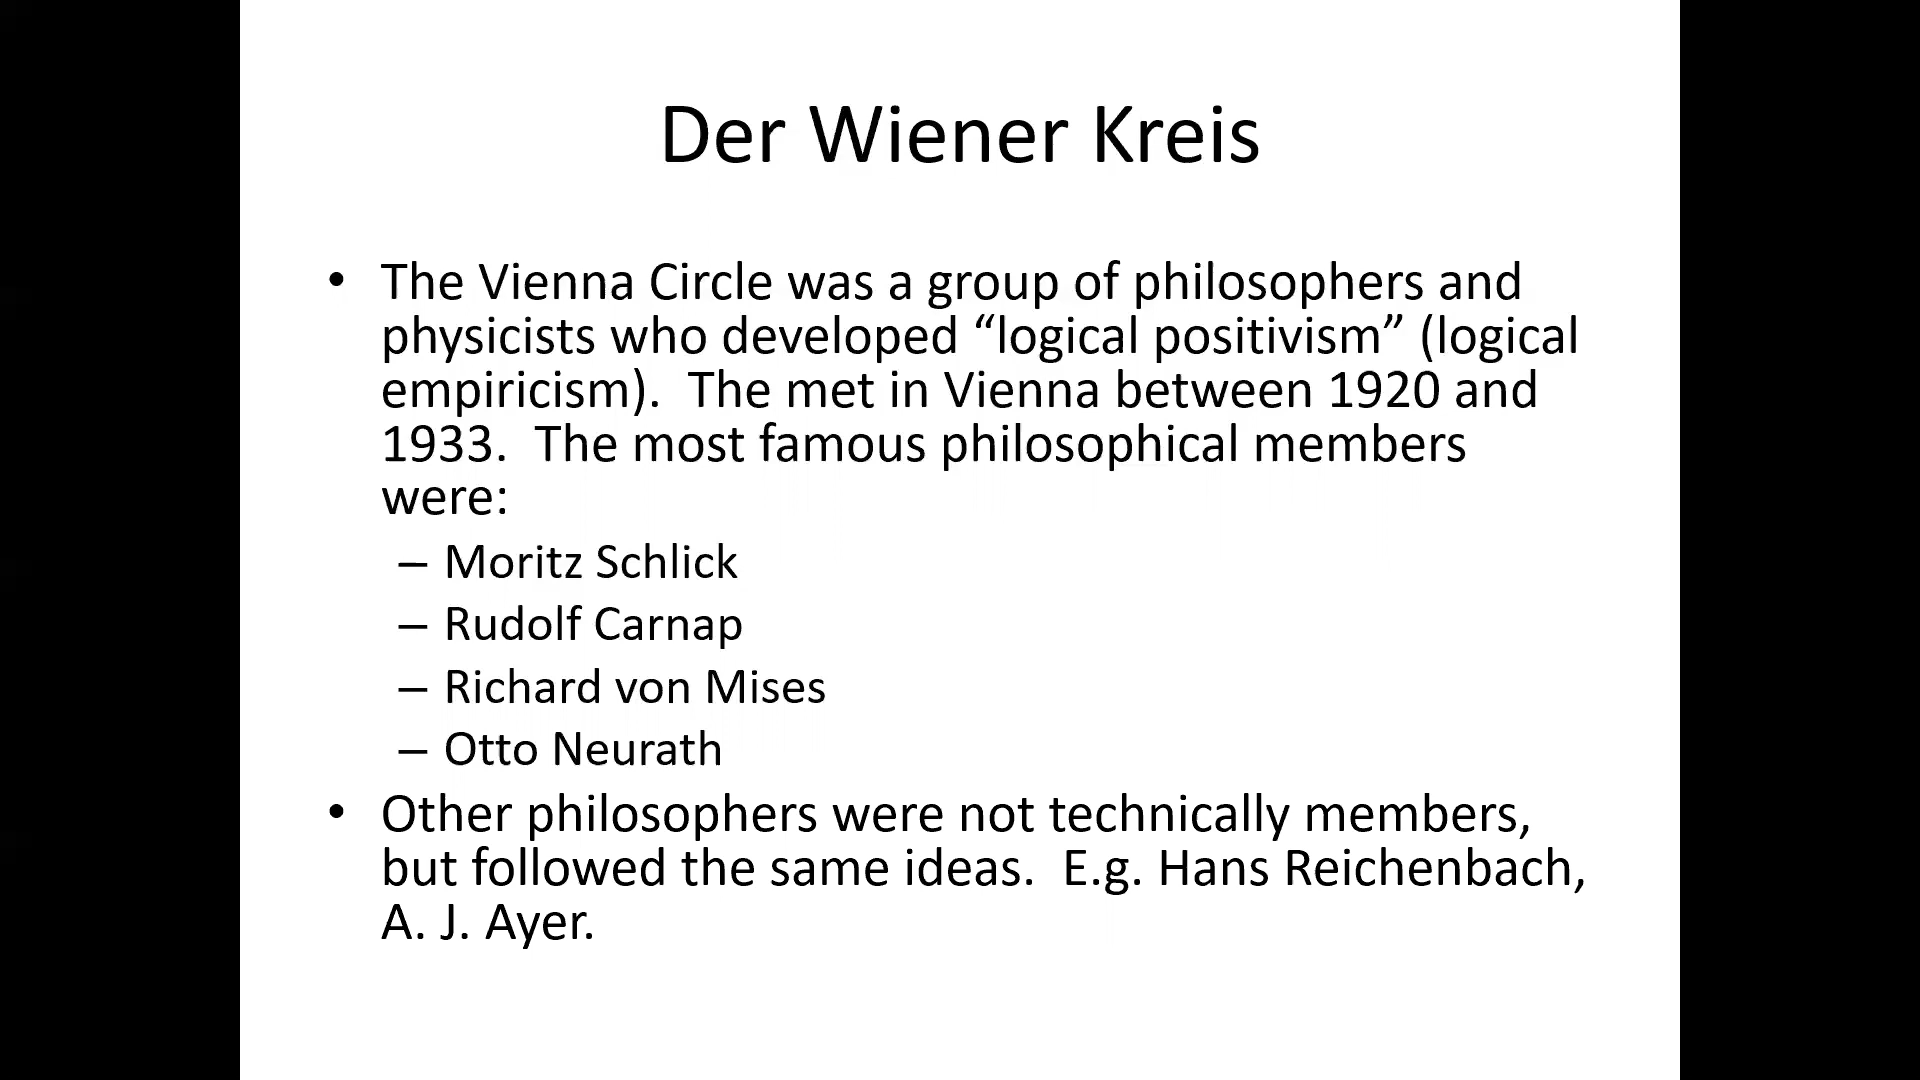 Der Wiener Kreis
• The Vienna Circle was a group of philosophers and
physicists who developed “logical positivism” (logical
empiricism).  The met in Vienna between 1920 and
1933.  The most famous philosophical members
were:
– Moritz Schlick
– Rudolf Carnap
– Richard von Mises
– Otto Neurath
• Other philosophers were not technically members,
but followed the same ideas.  E.g. Hans Reichenbach,
A. J. Ayer.